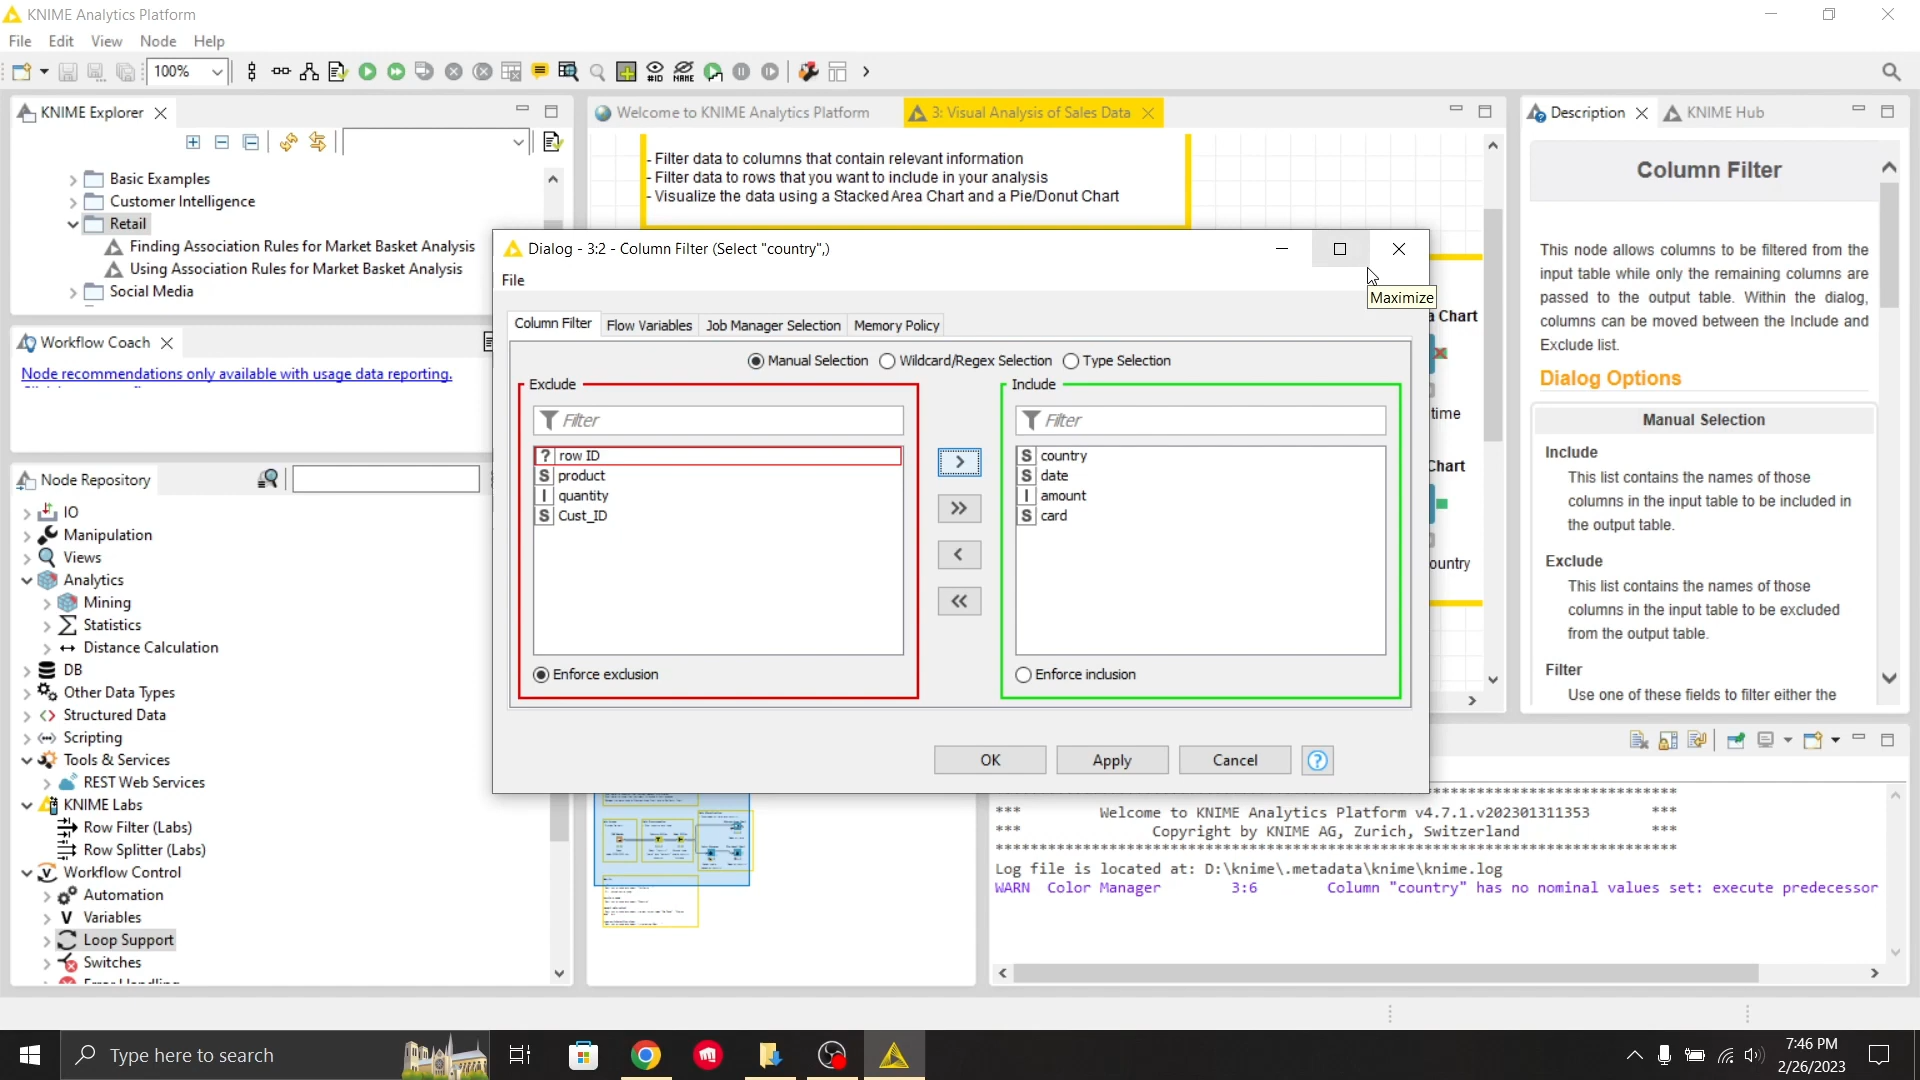 KNIME Analytics Platform
File Edit View Node Help
100%
KNIME Explorer
Basic Examples
Customer Intelligence
Retail
Finding Association Rules for Market Basket Analysis
Using Association Rules for Market Basket Analysis
Social Media
Workflow Coach
Node recommendations only available with usage data reporting.
Node Repository
IO
Manipulation
Views
Analytics
Mining
Statistics
Distance Calculation
DB
Other Data Types
Structured Data
Scripting
Tools & Services
REST Web Services
KNIME Labs
Row Filter (Labs)
Row Splitter (Labs)
Workflow Control
Automation
Variables
Loop Support
Switches
Welcome to KNIME Analytics Platform
3: Visual Analysis of Sales Data
- Filter data to columns that contain relevant information
- Filter data to rows that you want to include in your analysis
- Visualize the data using a Stacked Area Chart and a Pie/Donut Chart
Dialog - 3:2 - Column Filter (Select "country",)
File
Maximize
Column Filter Flow Variables Job Manager Selection Memory Policy
Manual Selection Wildcard/Regex Selection Type Selection
Exclude
Filter
? row ID
S product
I quantity
S Cust_ID
Enforce exclusion
Include
Filter
S country
S date
I amount
S card
Enforce inclusion
OK Apply Cancel
a Chart
time
Chart
ountry
Description
KNIME Hub
Column Filter
This node allows columns to be filtered from the
input table while only the remaining columns are
passed to the output table. Within the dialog,
columns can be moved between the Include and
Exclude list.
Dialog Options
Manual Selection
Include
This list contains the names of those
columns in the input table to be included in
the output table.
Exclude
This list contains the names of those
columns in the input table to be excluded
from the output table.
Filter
Use one of these fields to filter either the
*** Welcome to KNIME Analytics Platform v4.7.1.v202301311353 ***
*** Copyright by KNIME AG, Zurich, Switzerland ***
Log file is located at: D:\knime\.metadata\knime\knime.log
WARN Color Manager 3:6 Column "country" has no nominal values set: execute predecessor
Type here to search
7:46 PM
2/26/2023